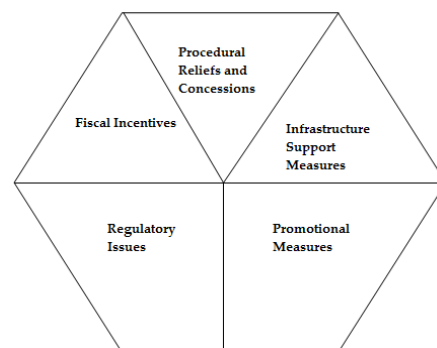 Procedural
Reliefs and
Concessions
Fiscal Incentives
Infrastructure
Support
Measures
Regulatory
Issues
Promotional
Measures